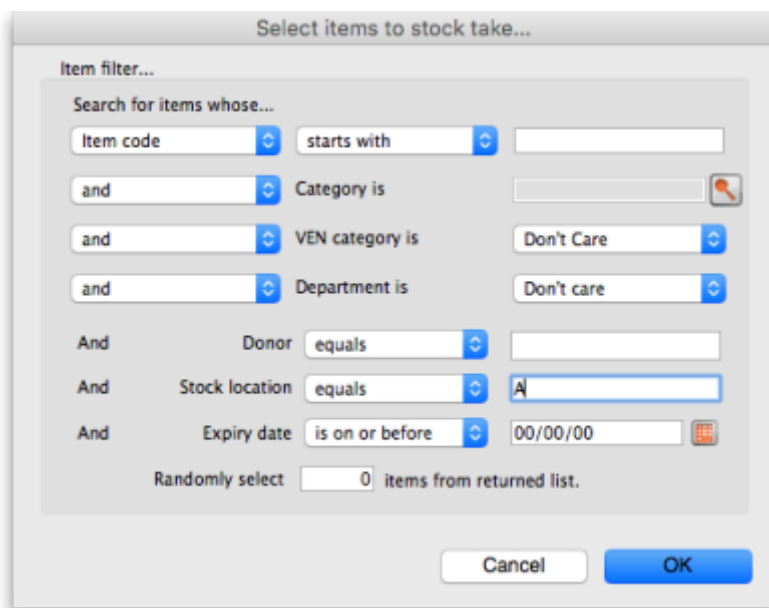 Select items to stock take...
Item filter...
Search for items whose...
Item code starts with
and Category is
and VEN category is Don't Care
and Department is Don't care
And Donor equals
And Stock location equals A
And Expiry date is on or before 00/00/00
Randomly select 0 items from returned list.
Cancel OK